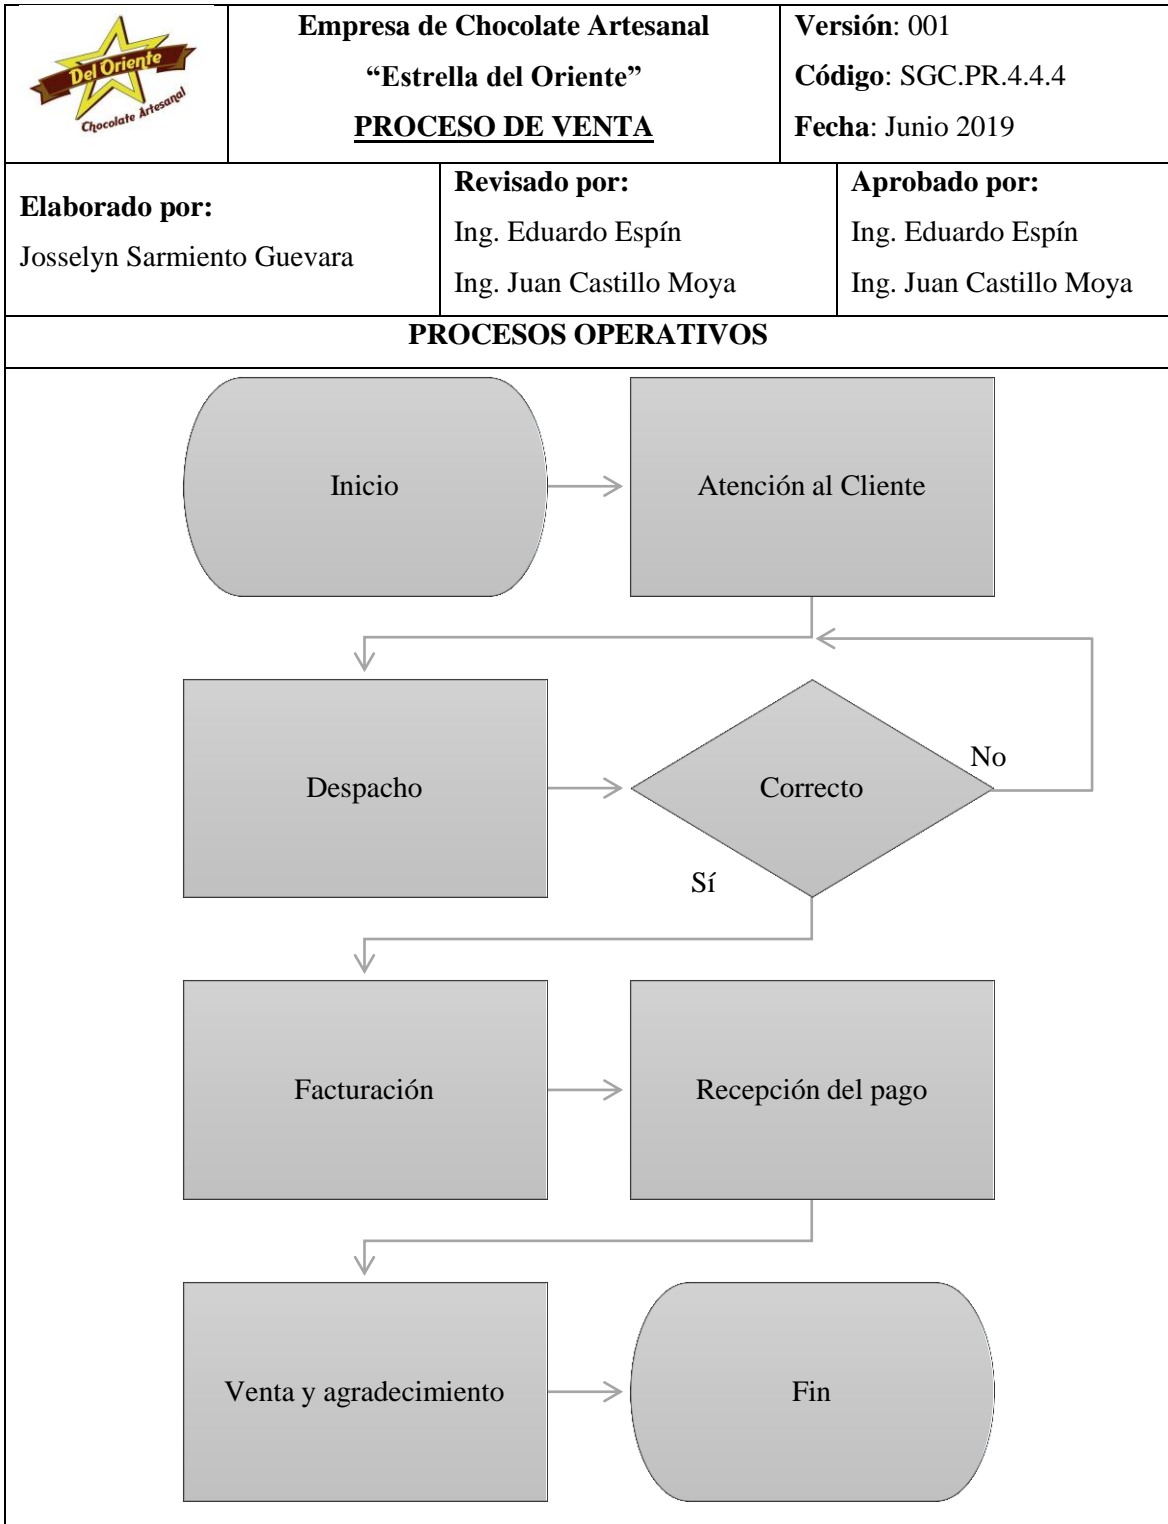 Del Oriente
Chocolate Artesanal
Empresa de Chocolate Artesanal
“Estrella del Oriente”
PROCESO DE VENTA
Versión: 001
Código: SGC.PR.4.4.4
Fecha: Junio 2019
Elaborado por:
Josselyn Sarmiento Guevara
Revisado por:
Ing. Eduardo Espín
Ing. Juan Castillo Moya
Aprobado por:
Ing. Eduardo Espín
Ing. Juan Castillo Moya
PROCESOS OPERATIVOS
Inicio
Atención al Cliente
Despacho
Correcto
No
Sí
Facturación
Recepción del pago
Venta y agradecimiento
Fin